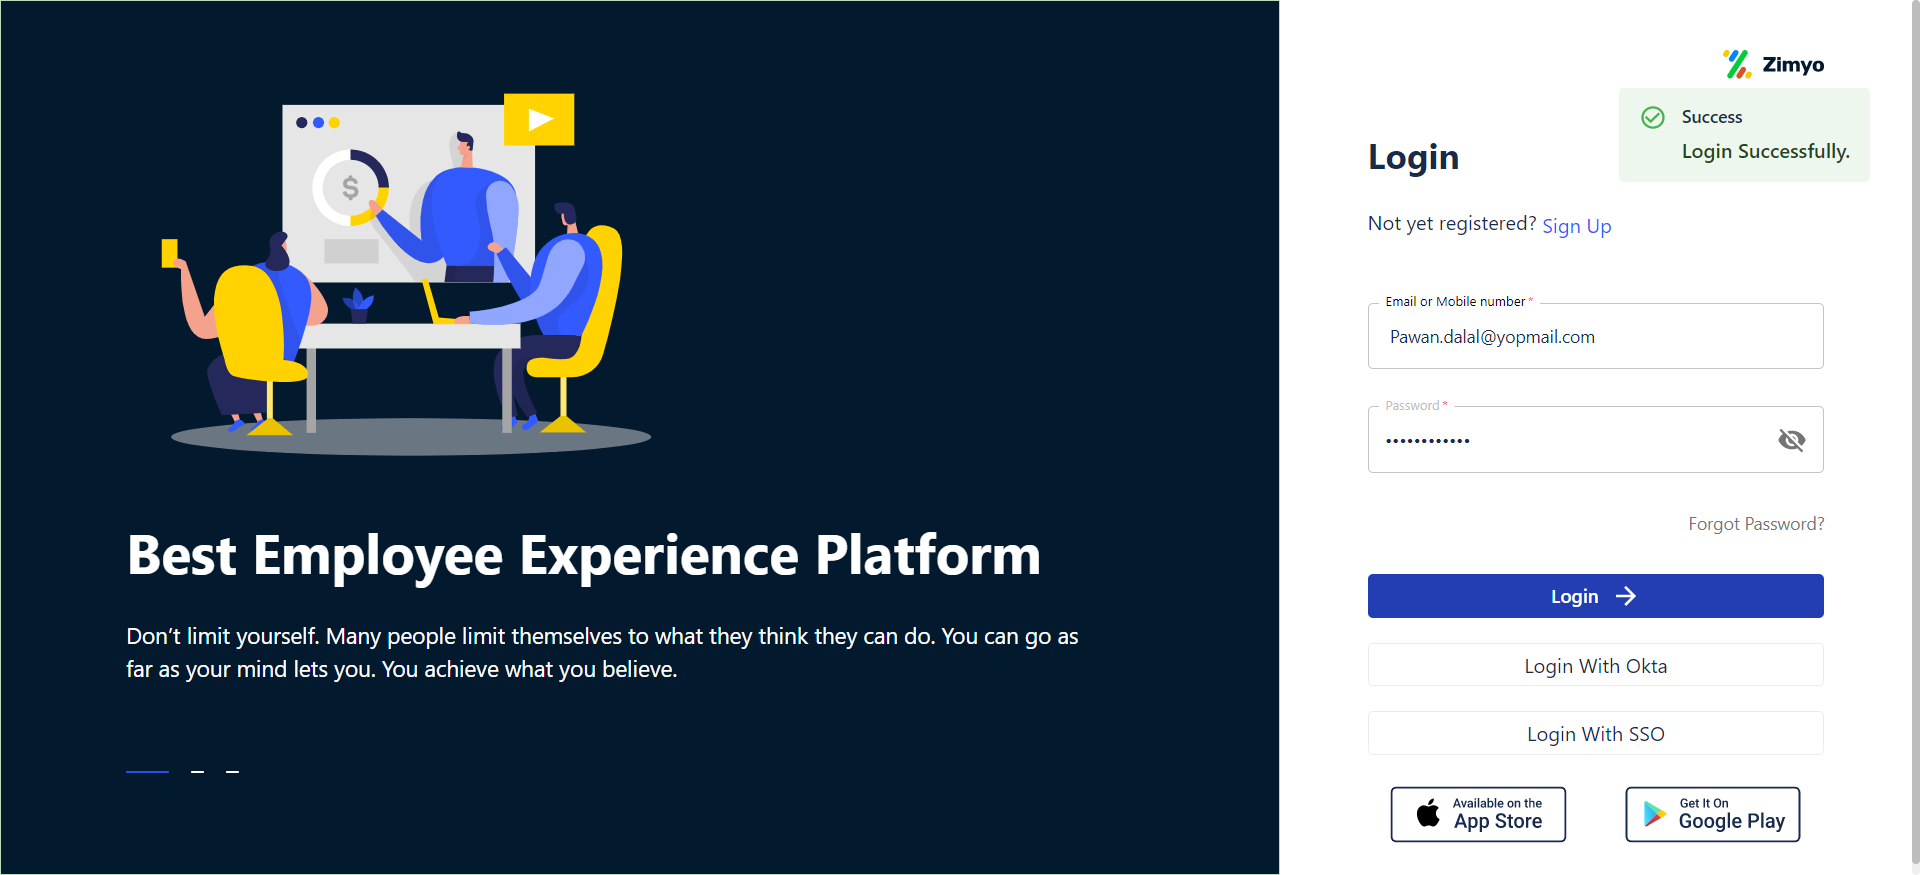 $
Best Employee Experience Platform
Don’t limit yourself. Many people limit themselves to what they think they can do. You can go as
far as your mind lets you. You achieve what you believe.
Zimyo
Success
Login Successfully.
Login
Not yet registered? Sign Up
Email or Mobile number *
Pawan.dalal@yopmail.com
Password *
••••••••••••
Forgot Password?
Login
Login With Okta
Login With SSO
Available on the
App Store
Get It On
Google Play